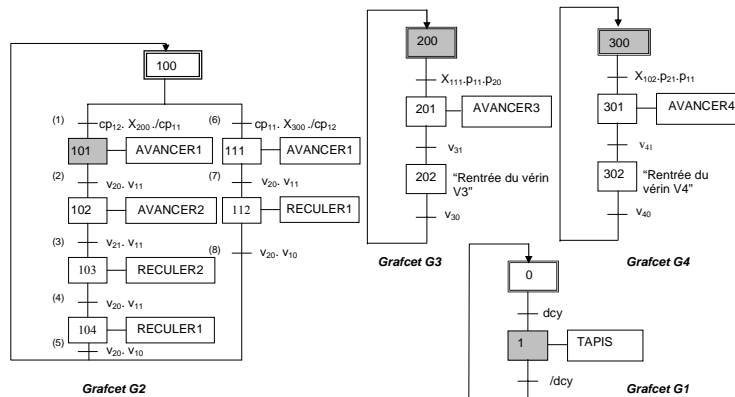 100
(1) cp12. X200 ./cp11
(6) cp11. X300 ./cp12
101 AVANCER1
111 AVANCER1
(2) v20. v11
(7) v20. v11
102 AVANCER2
112 RECULER1
(3) v21. v11
(8) v20. v10
103 RECULER2
(4) v20. v11
104 RECULER1
(5) v20. v10
Grafcet G2
200
X111.p11.p20
201 AVANCER3
v31
202 "Rentrée du
vérin
V3"
v30
Grafcet G3
300
X102.p21.p11
301 AVANCER4
v41
302 "Rentrée du
vérin V4"
v40
Grafcet G4
0
dcy
1 TAPIS
/dcy
Grafcet G1